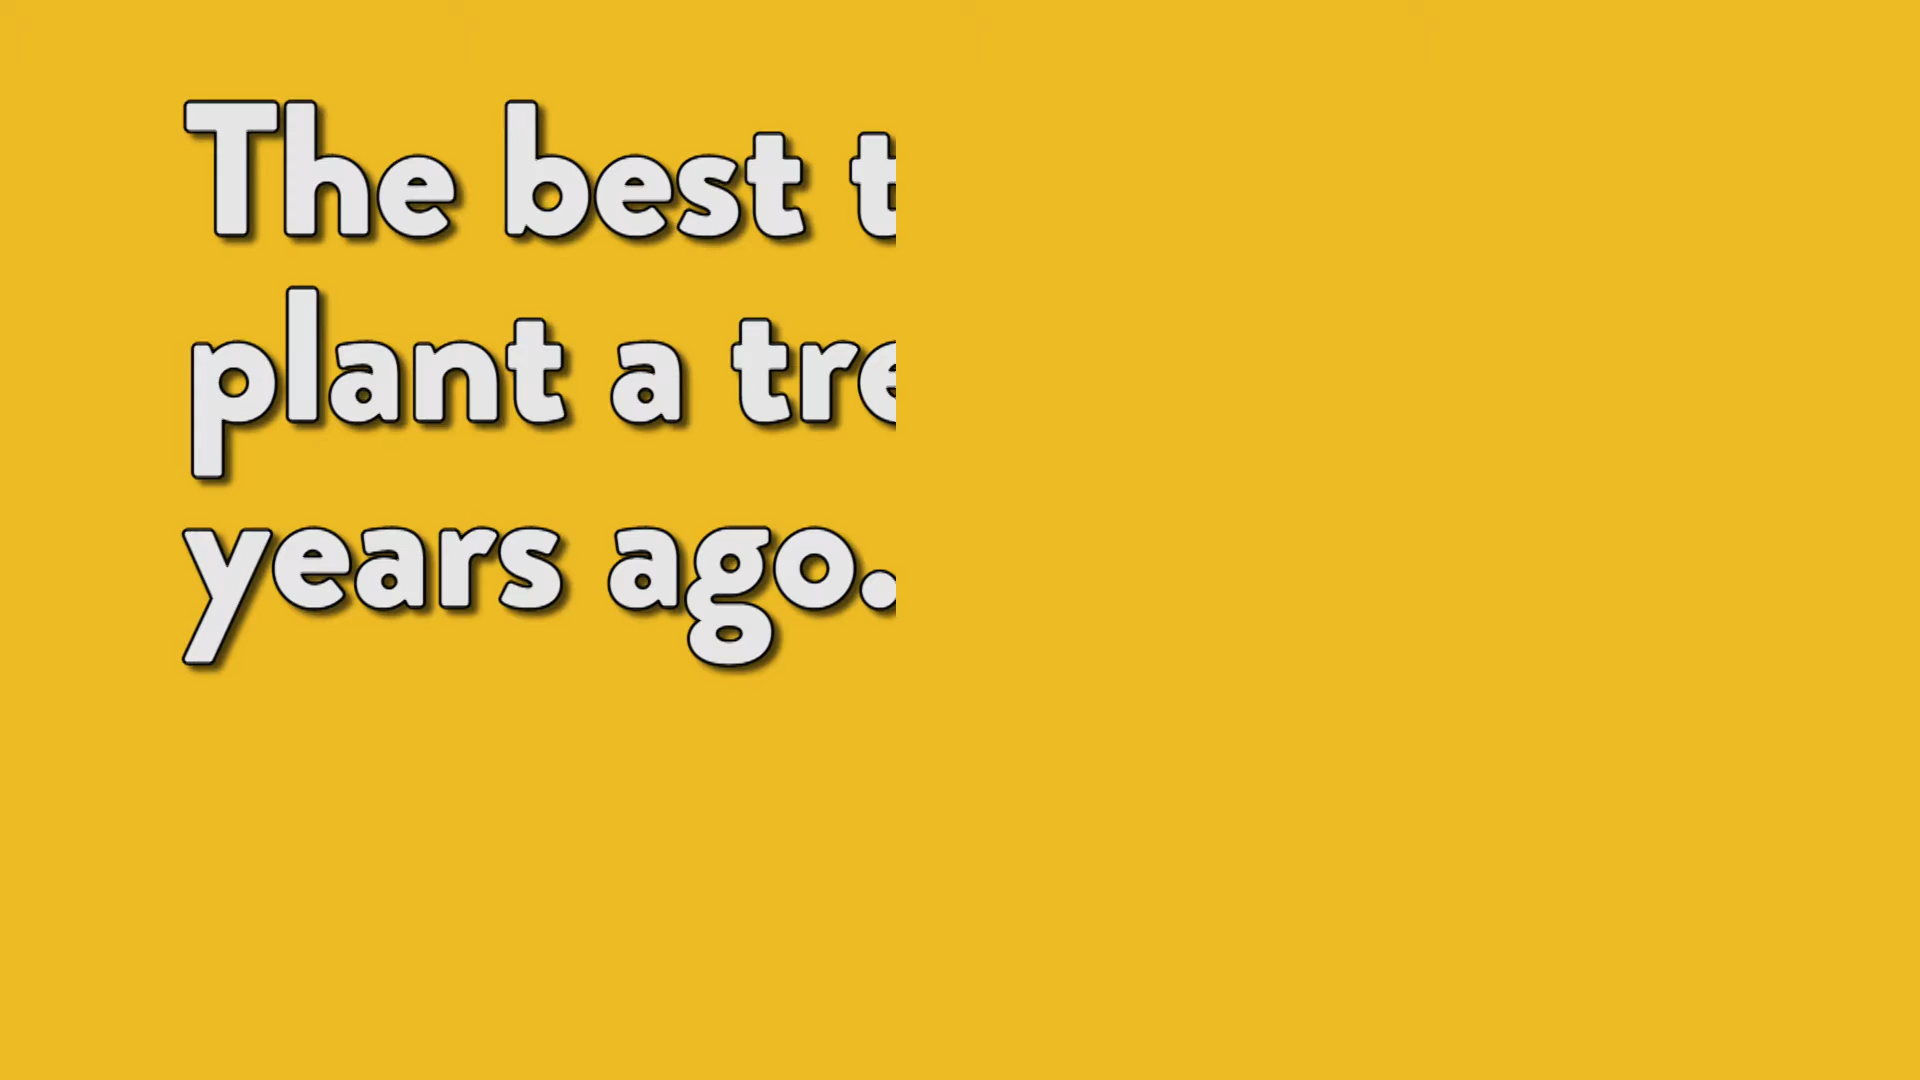 The best t
plant a tre
years ago.